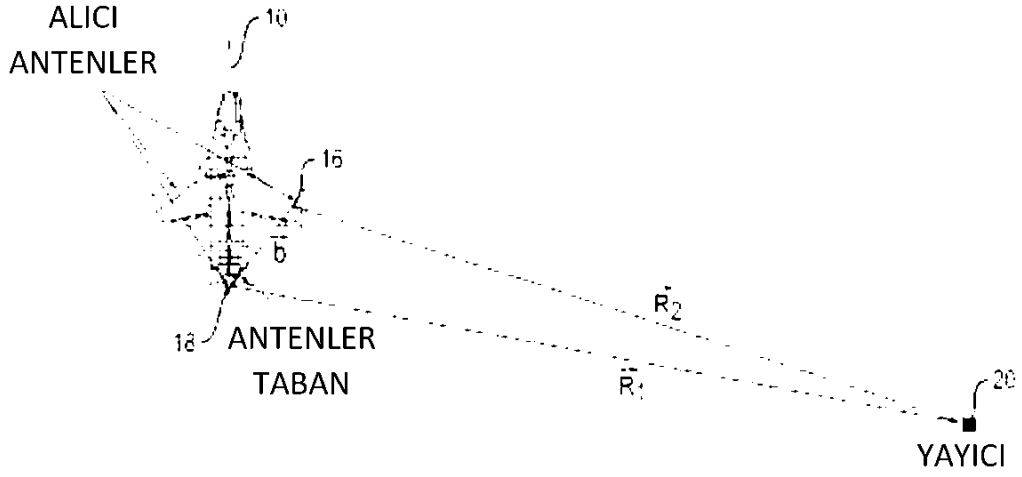 ALICI
ANTENLER
10
16
b
R2
18
ANTENLER
TABAN
R1
20
YAYICI